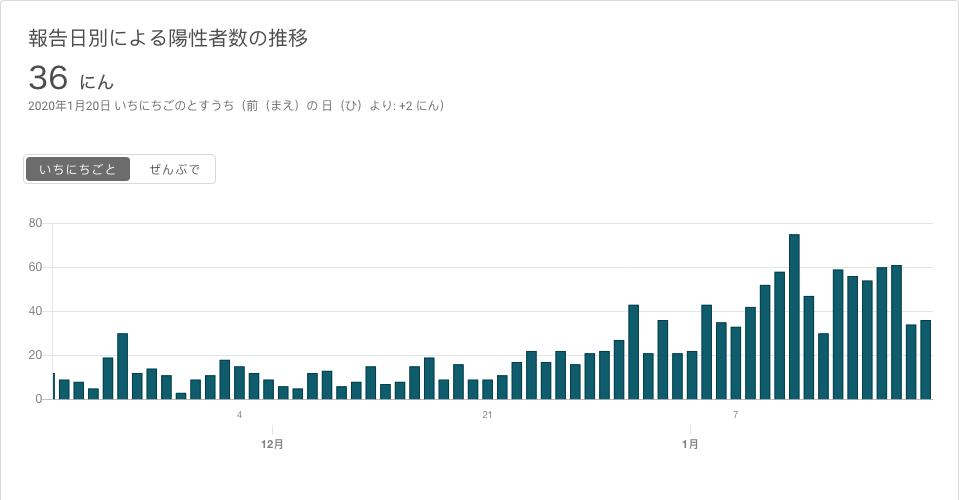 報告日別による陽性者数の推移
36 にん
2020年1月20日 いちにちごのとすうち（前（まえ）の 日（ひ）より: +2 にん）
いちにちごと ぜんぶで
80
60
40
20
0
4 21 7
12月 1月